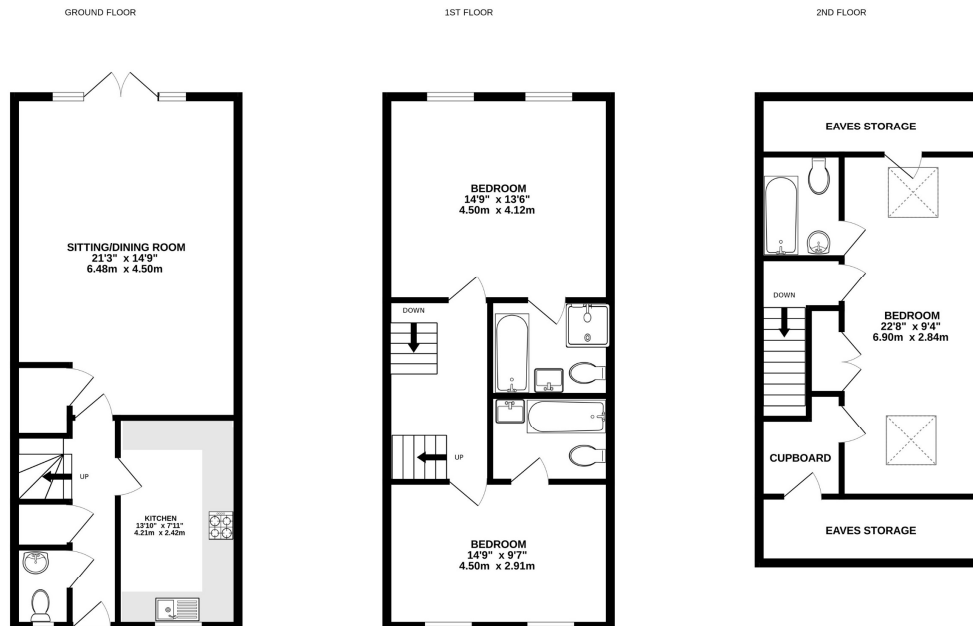 GROUND FLOOR
1ST FLOOR
2ND FLOOR
SITTING/DINING ROOM
21'3" x 14'9"
6.48m x 4.50m
UP
KITCHEN
13'10" x 7'11"
4.21m x 2.42m
BEDROOM
14'9" x 13'6"
4.50m x 4.12m
DOWN
UP
BEDROOM
14'9" x 9'7"
4.50m x 2.91m
EAVES STORAGE
DOWN
BEDROOM
22'8" x 9'4"
6.90m x 2.84m
CUPBOARD
EAVES STORAGE